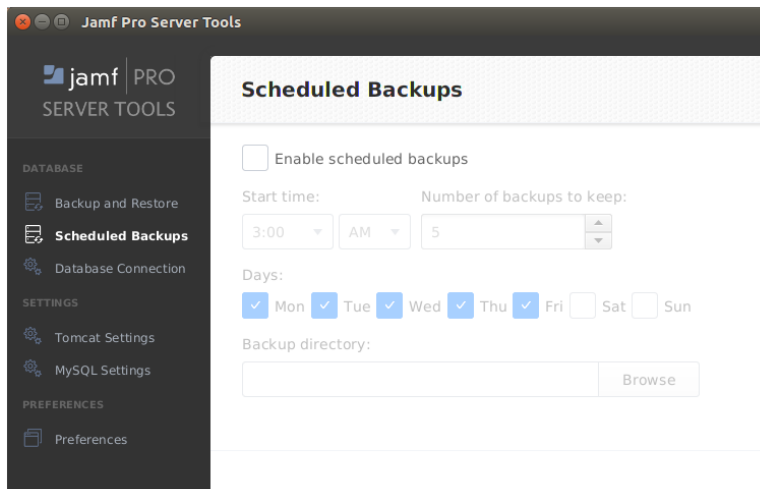 Jamf Pro Server Tools
jamf PRO
SERVER TOOLS
DATABASE
Backup and Restore
Scheduled Backups
Database Connection
SETTINGS
Tomcat Settings
MySQL Settings
PREFERENCES
Preferences
Scheduled Backups
Enable scheduled backups
Start time: Number of backups to keep:
3:00 AM 5
Days:
Mon Tue Wed Thu Fri Sat Sun
Backup directory:
Browse